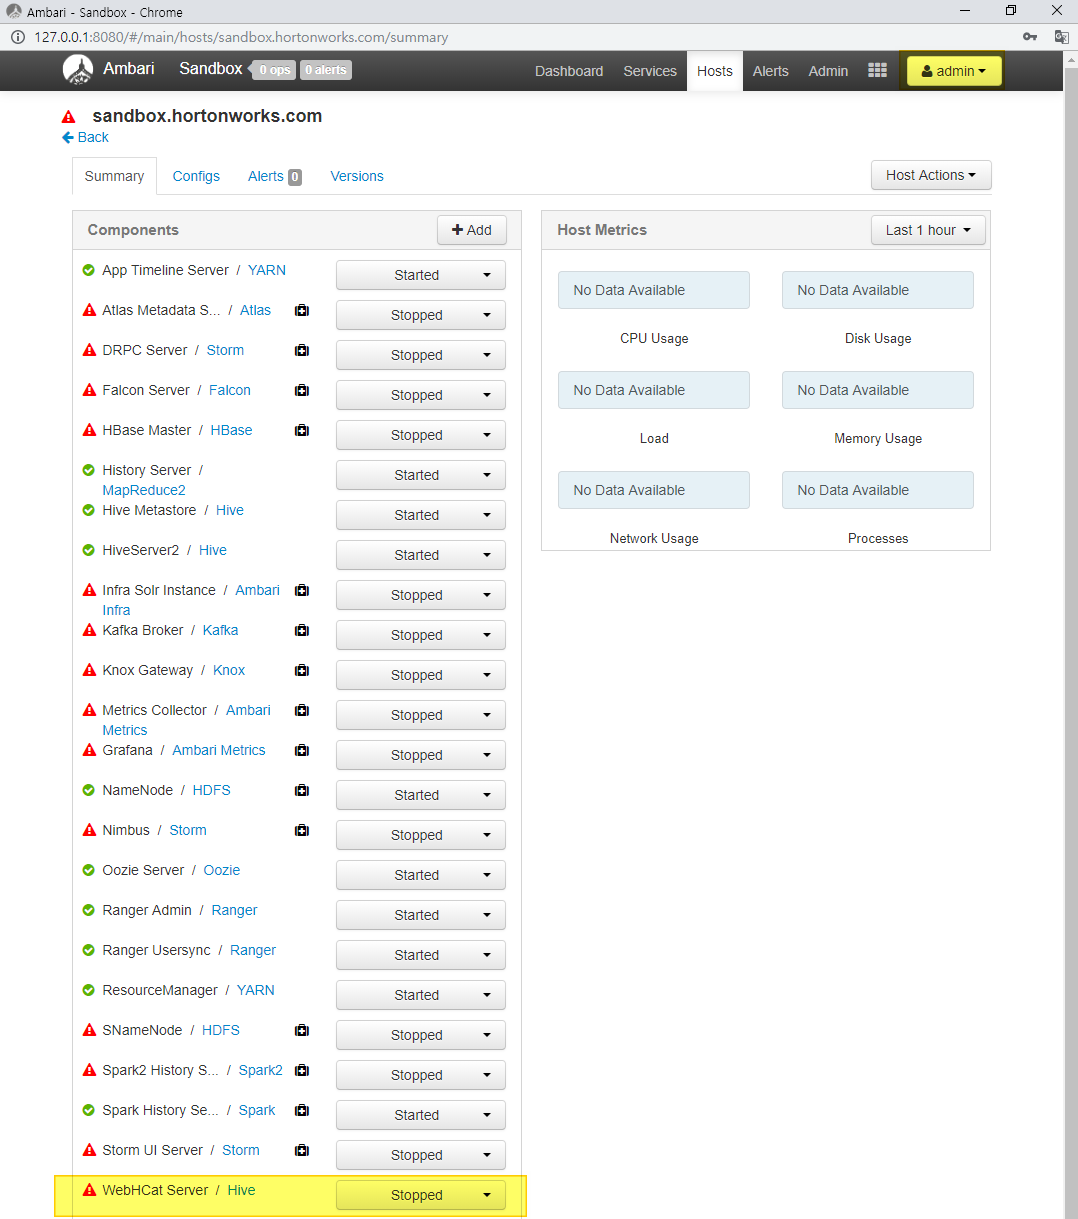 Ambari - Sandbox - Chrome
127.0.0.1:8080/#/main/hosts/sandbox.hortonworks.com/summary
Ambari Sandbox 0 ops 0 alerts Dashboard Services Hosts Alerts Admin admin
sandbox.hortonworks.com
Back
Summary Configs Alerts 0 Versions Host Actions
Components Add
App Timeline Server / YARN Started
Atlas Metadata S... / Atlas Stopped
DRPC Server / Storm Stopped
Falcon Server / Falcon Stopped
HBase Master / HBase Stopped
History Server /
MapReduce2 Started
Hive Metastore / Hive Started
HiveServer2 / Hive Started
Infra Solr Instance / Ambari
Infra Stopped
Kafka Broker / Kafka Stopped
Knox Gateway / Knox Stopped
Metrics Collector / Ambari
Metrics Stopped
Grafana / Ambari Metrics Stopped
NameNode / HDFS Started
Nimbus / Storm Stopped
Oozie Server / Oozie Started
Ranger Admin / Ranger Started
Ranger Usersync / Ranger Started
ResourceManager / YARN Started
SNameNode / HDFS Stopped
Spark2 History S... / Spark2 Stopped
Spark History Se... / Spark Started
Storm UI Server / Storm Stopped
WebHCat Server / Hive Stopped
Host Metrics Last 1 hour
No Data Available No Data Available
CPU Usage Disk Usage
No Data Available No Data Available
Load Memory Usage
No Data Available No Data Available
Network Usage Processes